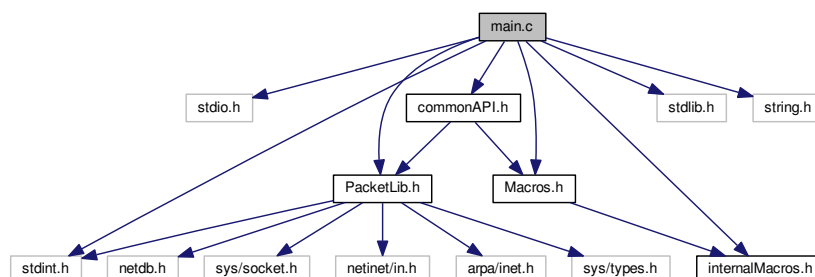 main.c
stdio.h
commonAPI.h
stdlib.h
string.h
PacketLib.h
Macros.h
stdint.h
netdb.h
sys/socket.h
netinet/in.h
arpa/inet.h
sys/types.h
internalMacros.h